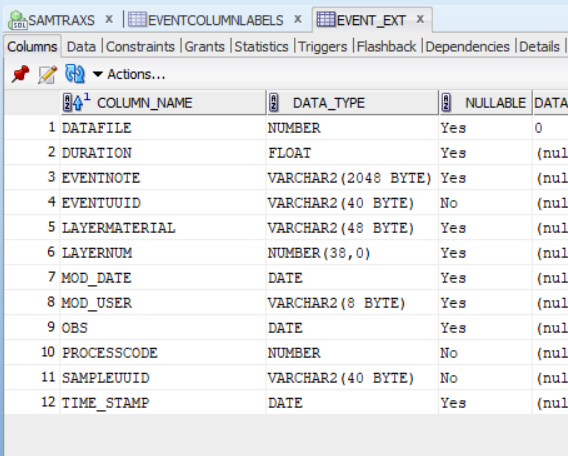 SAMTRAXS x EVENTCOLUMNLABELS x EVENT_EXT x
Columns Data Constraints Grants Statistics Triggers Flashback Dependencies Details
Actions...
1 COLUMN_NAME DATA_TYPE NULLABLE DATA
1 DATAFILE NUMBER Yes 0
2 DURATION FLOAT Yes (nul
3 EVENTNOTE VARCHAR2(2048 BYTE) Yes (nul
4 EVENTUUID VARCHAR2(40 BYTE) No (nul
5 LAYERMATERIAL VARCHAR2(48 BYTE) Yes (nul
6 LAYERNUM NUMBER(38,0) Yes (nul
7 MOD_DATE DATE Yes (nul
8 MOD_USER VARCHAR2(8 BYTE) Yes (nul
9 OBS DATE Yes (nul
10 PROCESSCODE NUMBER No (nul
11 SAMPLEUUID VARCHAR2(40 BYTE) No (nul
12 TIME_STAMP DATE Yes (nul